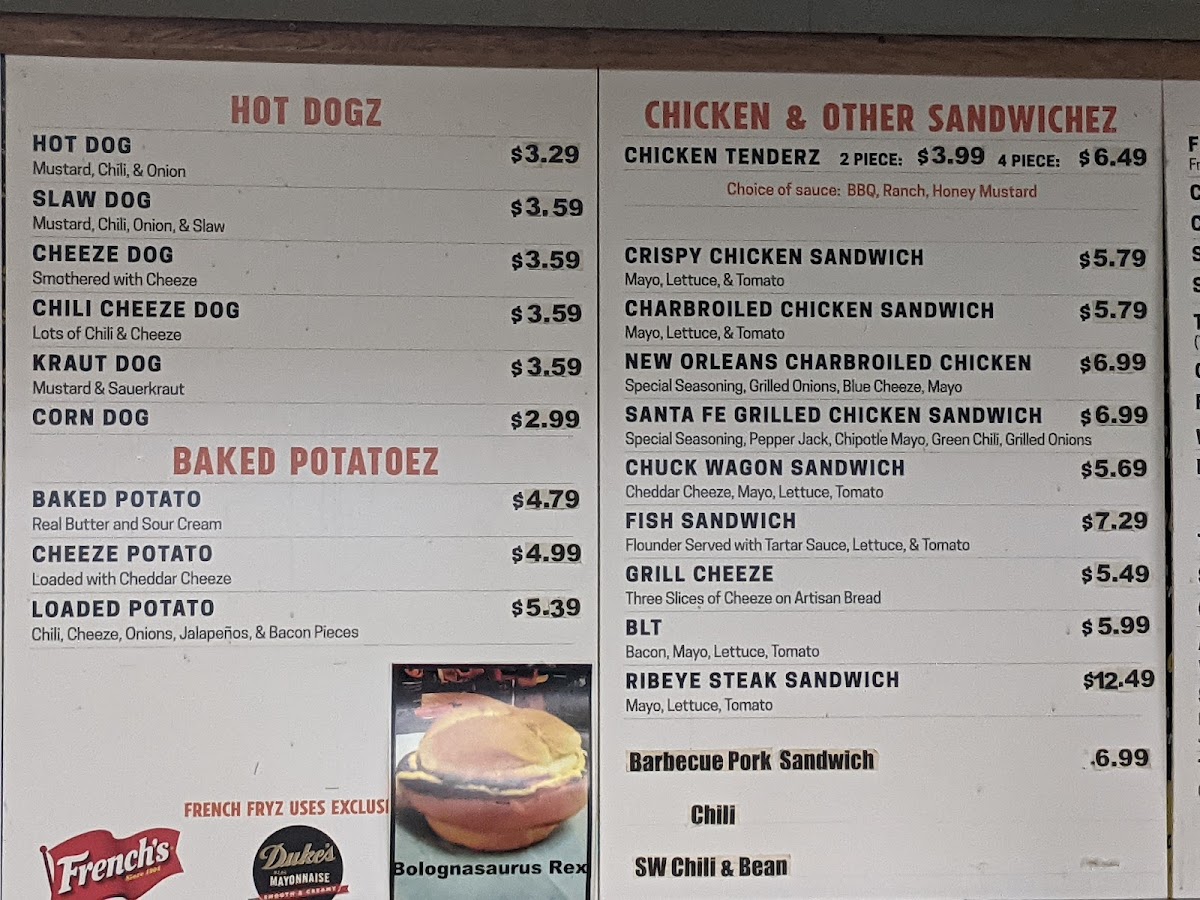 HOT DOGZ
HOT DOG $3.29
Mustard, Chili, & Onion
SLAW DOG $3.59
Mustard, Chili, Onion, & Slaw
CHEEZE DOG $3.59
Smothered with Cheeze
CHILI CHEEZE DOG $3.59
Lots of Chili & Cheeze
KRAUT DOG $3.59
Mustard & Sauerkraut
CORN DOG $2.99
BAKED POTATOEZ
BAKED POTATO $4.79
Real Butter and Sour Cream
CHEEZE POTATO $4.99
Loaded with Cheddar Cheeze
LOADED POTATO $5.39
Chili, Cheeze, Onions, Jalapeños, & Bacon Pieces
FRENCH FRYZ USES EXCLUSI
French's
Since 1904
Duke's
MAYONNAISE
SMOOTH & CREAMY
Bolognasaurus Rex
CHICKEN & OTHER SANDWICHEZ
CHICKEN TENDERZ 2 PIECE: $3.99 4 PIECE: $6.49
Choice of sauce: BBQ, Ranch, Honey Mustard
CRISPY CHICKEN SANDWICH $5.79
Mayo, Lettuce, & Tomato
CHARBROILED CHICKEN SANDWICH $5.79
Mayo, Lettuce, & Tomato
NEW ORLEANS CHARBROILED CHICKEN $6.99
Special Seasoning, Grilled Onions, Blue Cheeze, Mayo
SANTA FE GRILLED CHICKEN SANDWICH $6.99
Special Seasoning, Pepper Jack, Chipotle Mayo, Green Chili, Grilled Onions
CHUCK WAGON SANDWICH $5.69
Cheddar Cheeze, Mayo, Lettuce, Tomato
FISH SANDWICH $7.29
Flounder Served with Tartar Sauce, Lettuce, & Tomato
GRILL CHEEZE $5.49
Three Slices of Cheeze on Artisan Bread
BLT $5.99
Bacon, Mayo, Lettuce, Tomato
RIBEYE STEAK SANDWICH $12.49
Mayo, Lettuce, Tomato
Barbecue Pork Sandwich .6.99
Chili
SW Chili & Bean